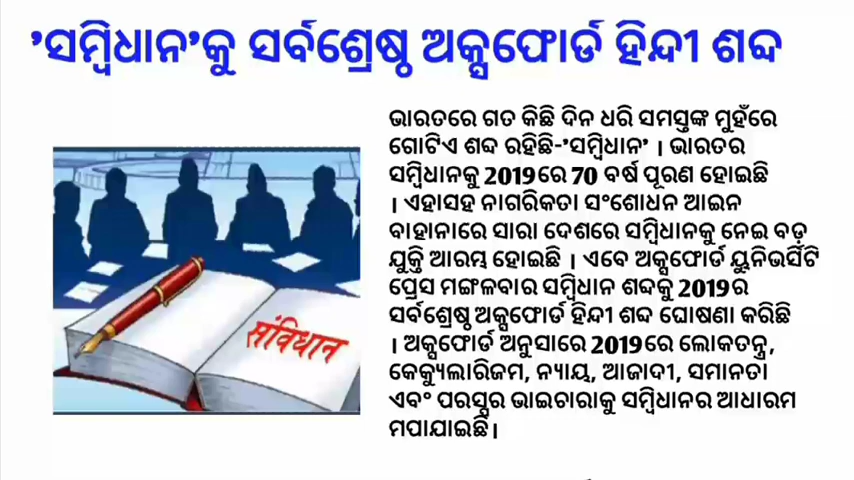 ’ସମ୍ବିଧାନ’କୁ ସର୍ବଶ୍ରେଷ୍ଠ ଅକ୍ସଫୋର୍ଡ ହିନ୍ଦୀ ଶବ୍ଦ
ଭାରତରେ ଗତ କିଛି ଦିନ ଧରି ସମସ୍ତଙ୍କ ମୁହଁରେ
ଗୋଟିଏ ଶବ୍ଦ ରହିଛି-’ସମ୍ବିଧାନ’ । ଭାରତର
ସମ୍ବିଧାନକୁ 2019ରେ 70 ବର୍ଷ ପୂରଣ ହୋଇଛି
। ଏହାସହ ନାଗରିକତା ସଂଶୋଧନ ଆଇନ
ବାହାନାରେ ସାରା ଦେଶରେ ସମ୍ବିଧାନକୁ ନେଇ ବଡ଼
ଯୁକ୍ତି ଆରମ୍ଭ ହୋଇଛି । ଏବେ ଅକ୍ସଫୋର୍ଡ ୟୁନିଭର୍ସିଟି
ପ୍ରେସ ମଙ୍ଗଳବାର ସମ୍ବିଧାନ ଶବ୍ଦକୁ 2019ର
ସର୍ବଶ୍ରେଷ୍ଠ ଅକ୍ସଫୋର୍ଡ ହିନ୍ଦୀ ଶବ୍ଦ ଘୋଷଣା କରିଛି
। ଅକ୍ସଫୋର୍ଡ ଅନୁସାରେ 2019ରେ ଲୋକତନ୍ତ୍ର,
କେକ୍ୟୁଲାରିଜମ, ନ୍ୟାୟ, ଆଜାଦୀ, ସମାନତା
ଏବଂ ପରସ୍ପର ଭାଇଚାରାକୁ ସମ୍ବିଧାନର ଆଧାରମ
ମପାଯାଇଛି।
संविधान